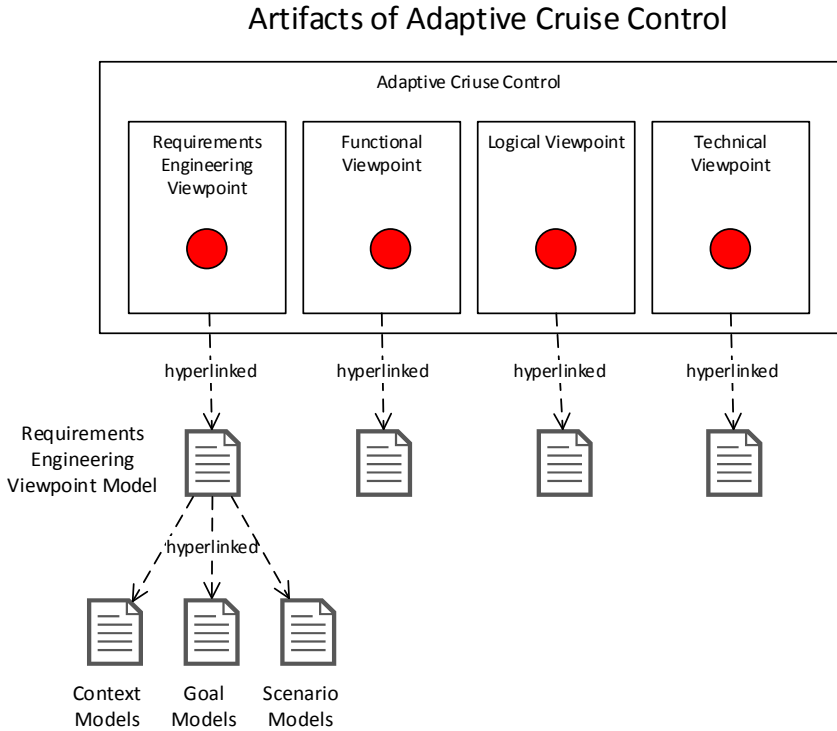 Artifacts of Adaptive Cruise Control
Adaptive Criuse Control
Requirements
Engineering
Viewpoint
Functional
Viewpoint
Logical Viewpoint
Technical
Viewpoint
hyperlinked
hyperlinked
hyperlinked
hyperlinked
Requirements
Engineering
Viewpoint Model
hyperlinked
Context
Models
Goal
Models
Scenario
Models